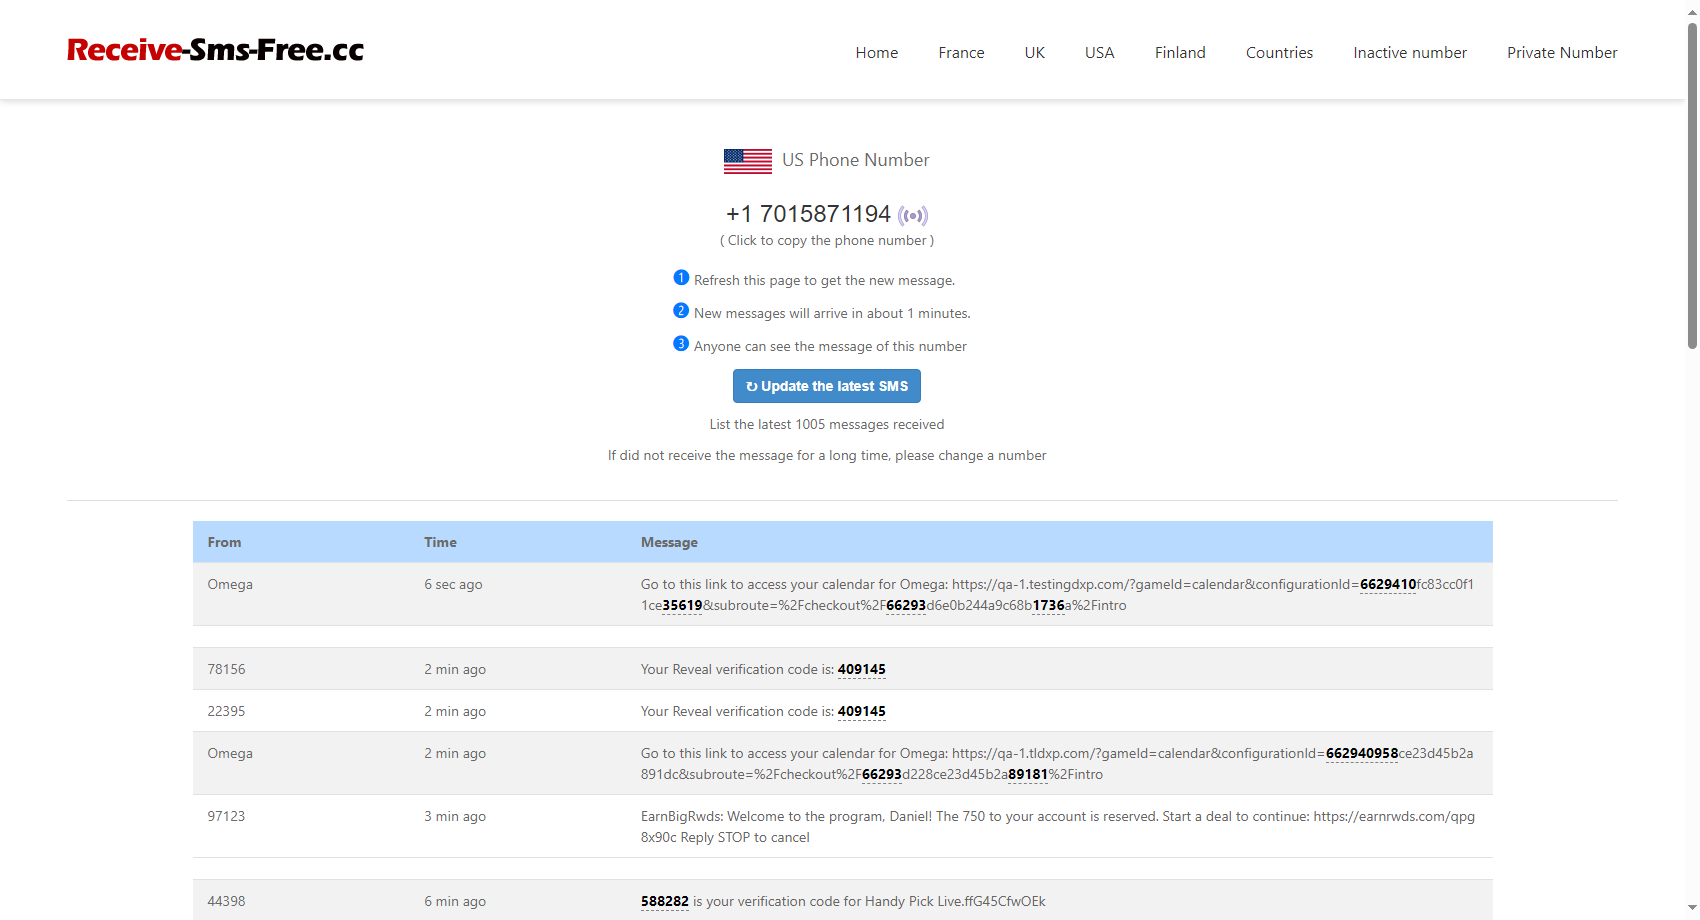 Receive-Sms-Free.cc
Home France UK USA Finland Countries Inactive number Private Number
US Phone Number
+1 7015871194
( Click to copy the phone number )
1 Refresh this page to get the new message.
2 New messages will arrive in about 1 minutes.
3 Anyone can see the message of this number
↻ Update the latest SMS
List the latest 1005 messages received
If did not receive the message for a long time, please change a number
From Time Message
Omega 6 sec ago Go to this link to access your calendar for Omega: https://qa-1.testingdxp.com/?gameId=calendar&configurationId=6629410fc83cc0f1
1ce35619&subroute=%2Fcheckout%2F66293d6e0b244a9c68b1736a%2Fintro
78156 2 min ago Your Reveal verification code is: 409145
22395 2 min ago Your Reveal verification code is: 409145
Omega 2 min ago Go to this link to access your calendar for Omega: https://qa-1.tldxp.com/?gameId=calendar&configurationId=662940958ce23d45b2a
891dc&subroute=%2Fcheckout%2F66293d228ce23d45b2a89181%2Fintro
97123 3 min ago EarnBigRwds: Welcome to the program, Daniel! The 750 to your account is reserved. Start a deal to continue: https://earnrwds.com/qpg
8x90c Reply STOP to cancel
44398 6 min ago 588282 is your verification code for Handy Pick Live.ffG45CfwOEk